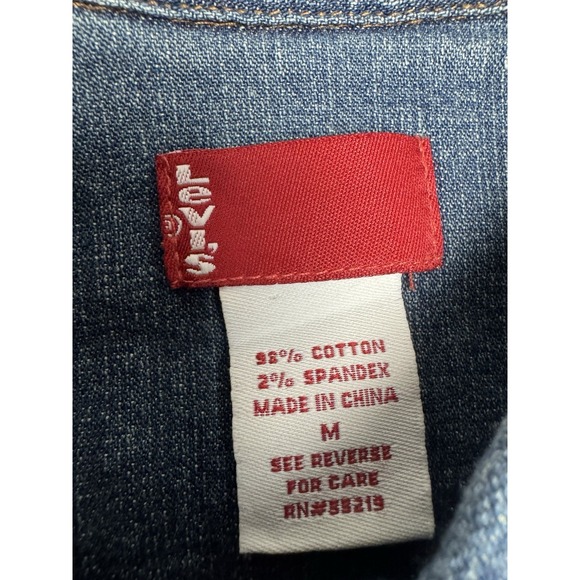 LEVI'S
98% COTTON
2% SPANDEX
MADE IN CHINA
M
SEE REVERSE
FOR CARE
RN#55219